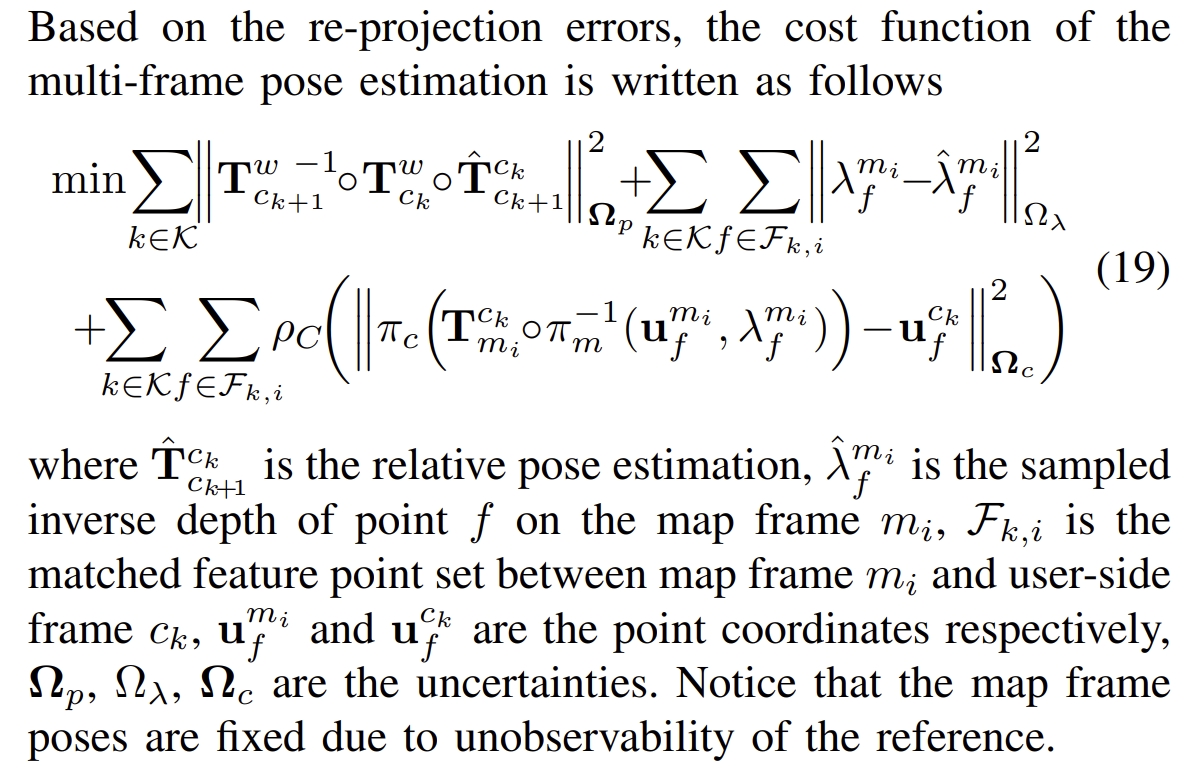 Based on the re-projection errors, the cost function of the
multi-frame pose estimation is written as follows
$\min \sum_{k \in \mathcal{K}} \left\| {\mathbf{T}^{w}_{c_{k+1}}}^{-1} \circ \mathbf{T}^{w}_{c_k} \circ \hat{\mathbf{T}}^{c_k}_{c_{k+1}} \right\|^2_{\mathbf{\Omega}_p} + \sum_{k \in \mathcal{K}} \sum_{f \in \mathcal{F}_{k,i}} \left\| \lambda^{m_i}_f - \hat{\lambda}^{m_i}_f \right\|^2_{\Omega_\lambda}$
$+ \sum_{k \in \mathcal{K}} \sum_{f \in \mathcal{F}_{k,i}} \rho_C \left( \left\| \pi_c \left( \mathbf{T}^{c_k}_{m_i} \circ \pi_m^{-1} (\mathbf{u}^{m_i}_f, \lambda^{m_i}_f) \right) - \mathbf{u}^{c_k}_f \right\|^2_{\mathbf{\Omega}_c} \right)$ (19)
where $\hat{\mathbf{T}}^{c_k}_{c_{k+1}}$ is the relative pose estimation, $\hat{\lambda}^{m_i}_f$ is the sampled
inverse depth of point $f$ on the map frame $m_i$, $\mathcal{F}_{k,i}$ is the
matched feature point set between map frame $m_i$ and user-side
frame $c_k$, $\mathbf{u}^{m_i}_f$ and $\mathbf{u}^{c_k}_f$ are the point coordinates respectively,
$\mathbf{\Omega}_p$, $\Omega_\lambda$, $\mathbf{\Omega}_c$ are the uncertainties. Notice that the map frame
poses are fixed due to unobservability of the reference.